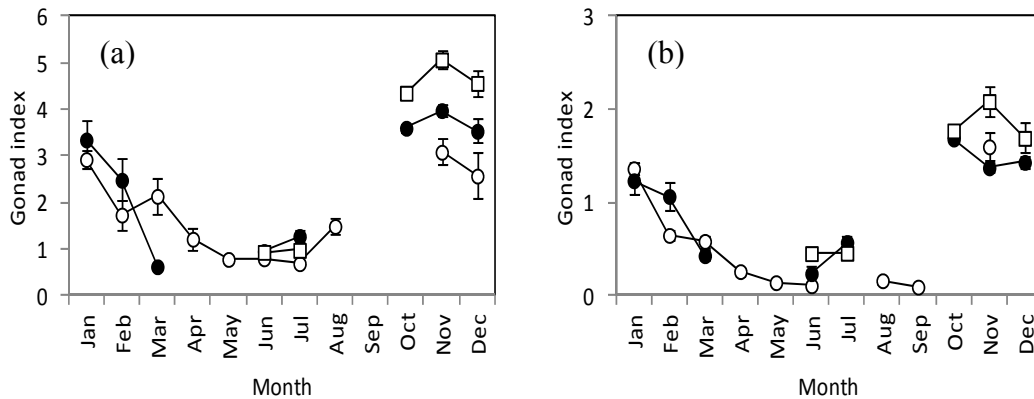 (a)
Gonad index
6
5
4
3
2
1
0
Jan
Feb
Mar
Apr
May
Jun
Jul
Aug
Sep
Oct
Nov
Dec
Month
(b)
Gonad index
3
2
1
0
Jan
Feb
Mar
Apr
May
Jun
Jul
Aug
Sep
Oct
Nov
Dec
Month